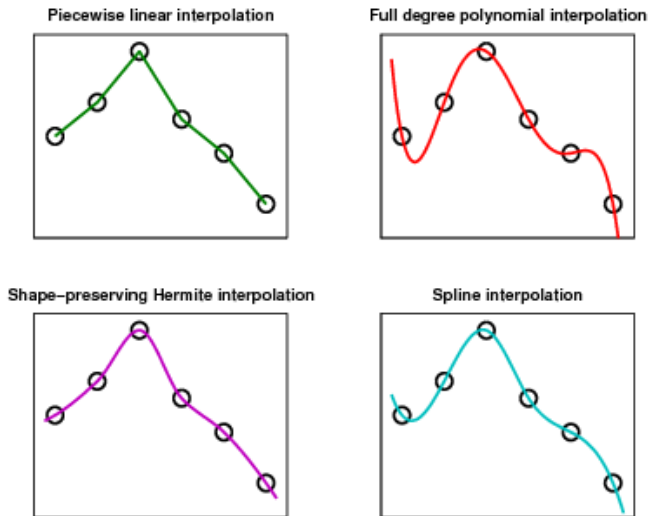 Piecewise linear interpolation
Full degree polynomial interpolation
Shape−preserving Hermite interpolation
Spline interpolation